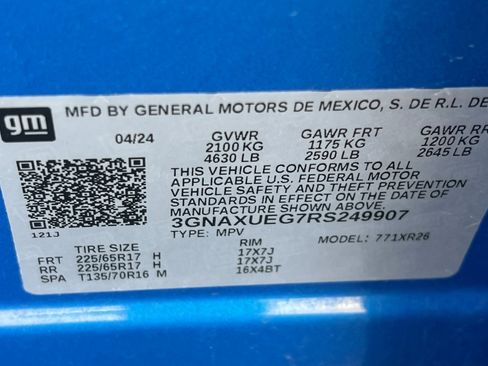 gm
MFD BY GENERAL MOTORS DE MEXICO, S. DE R.L. DE
04/24 GVWR GAWR FRT GAWR RR
2100 KG 1175 KG 1200 KG
4630 LB 2590 LB 2645 LB
THIS VEHICLE CONFORMS TO ALL
APPLICABLE U.S. FEDERAL MOTOR
VEHICLE SAFETY AND THEFT PREVENTION
STANDARDS IN EFFECT ON THE DATE OF
MANUFACTURE SHOWN ABOVE.
3GNAXUEG7RS249907
121J TYPE: MPV MODEL: 771XR26
TIRE SIZE RIM
FRT 225/65R17 H 17X7J
RR 225/65R17 H 17X7J
SPA T135/70R16 M 16X4BT